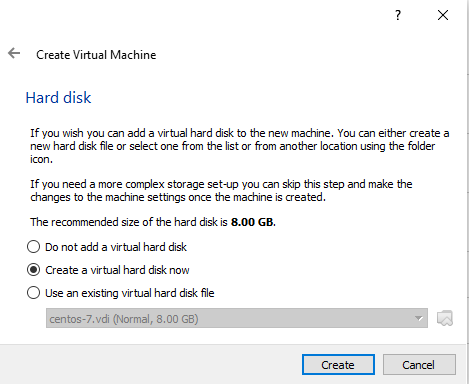 ?
Create Virtual Machine
Hard disk
If you wish you can add a virtual hard disk to the new machine. You can either create a
new hard disk file or select one from the list or from another location using the folder
icon.
If you need a more complex storage set-up you can skip this step and make the
changes to the machine settings once the machine is created.
The recommended size of the hard disk is 8.00 GB.
Do not add a virtual hard disk
Create a virtual hard disk now
Use an existing virtual hard disk file
centos-7.vdi (Normal, 8.00 GB)
Create Cancel